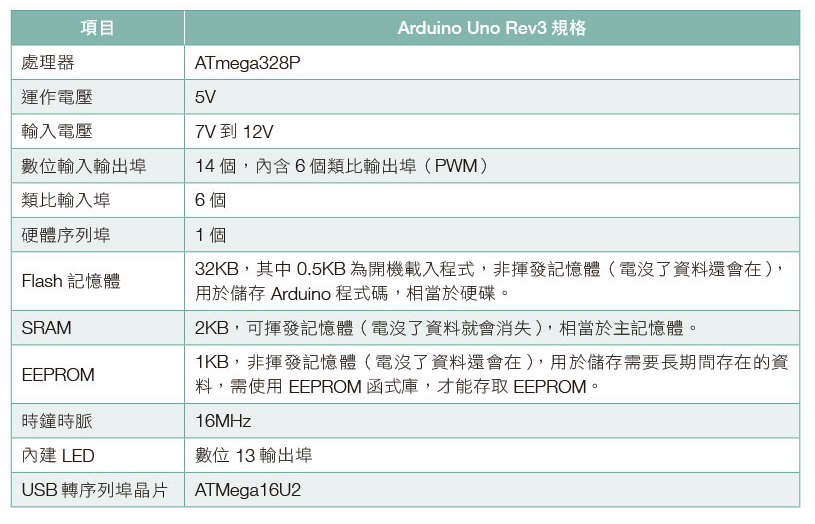 項目 Arduino Uno Rev3 規格
處理器 ATmega328P
運作電壓 5V
輸入電壓 7V 到 12V
數位輸入輸出埠 14 個，內含 6 個類比輸出埠（PWM）
類比輸入埠 6 個
硬體序列埠 1 個
Flash 記憶體 32KB，其中 0.5KB 為開機載入程式，非揮發記憶體（電沒了資料還會在），
用於儲存 Arduino 程式碼，相當於硬碟。
SRAM 2KB，可揮發記憶體（電沒了資料就會消失），相當於主記憶體。
EEPROM 1KB，非揮發記憶體（電沒了資料還會在），用於儲存需要長期間存在的資
料，需使用 EEPROM 函式庫，才能存取 EEPROM。
時鐘時脈 16MHz
內建 LED 數位 13 輸出埠
USB 轉序列埠晶片 ATMega16U2